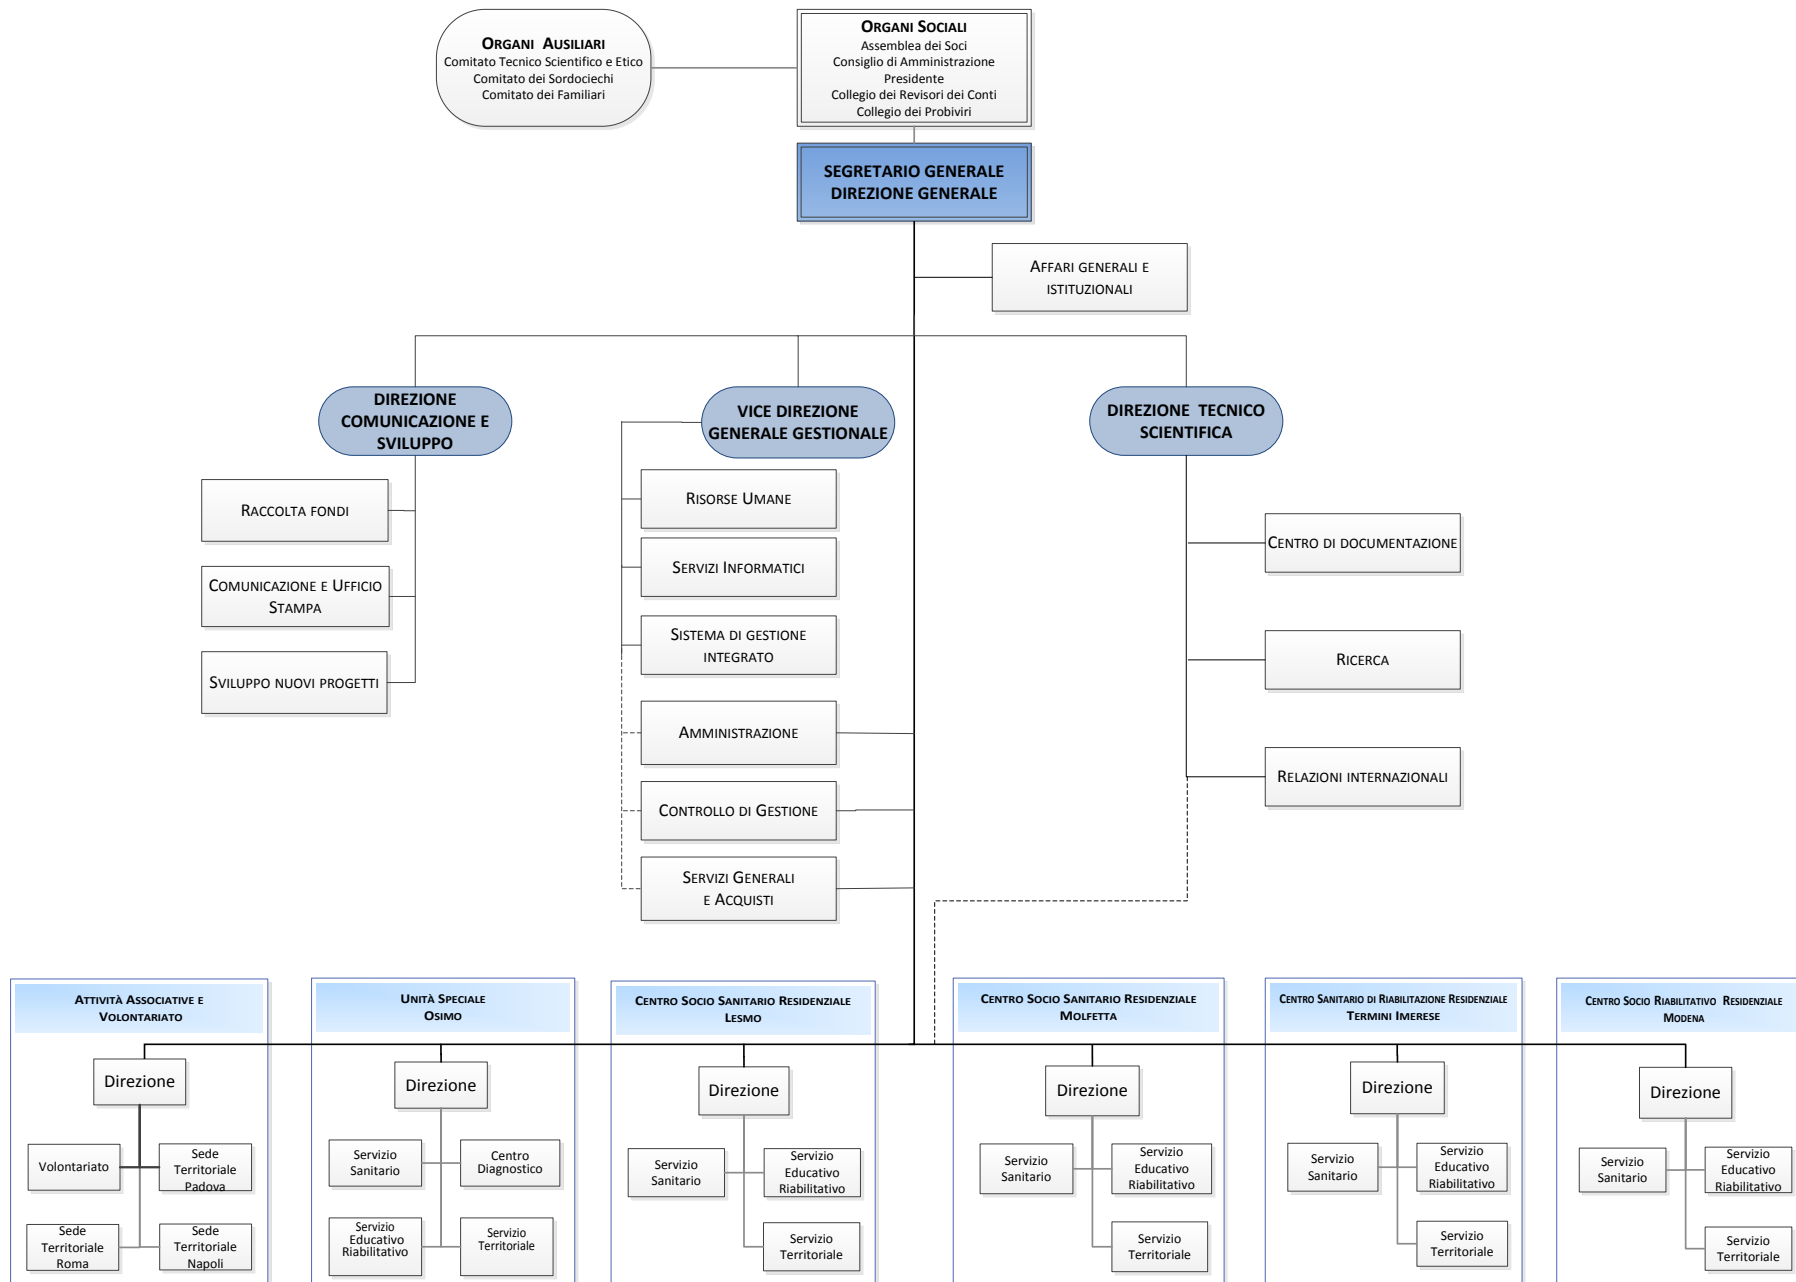 ORGANI AUSILIARI
Comitato Tecnico Scientifico e Etico
Comitato dei Sordociechi
Comitato dei Familiari
ORGANI SOCIALI
Assemblea dei Soci
Consiglio di Amministrazione
Presidente
Collegio dei Revisori dei Conti
Collegio dei Probiviri
SEGRETARIO GENERALE
DIREZIONE GENERALE
AFFARI GENERALI E
ISTITUZIONALI
DIREZIONE
COMUNICAZIONE E
SVILUPPO
VICE DIREZIONE
GENERALE GESTIONALE
DIREZIONE TECNICO
SCIENTIFICA
RACCOLTA FONDI
COMUNICAZIONE E UFFICIO
STAMPA
SVILUPPO NUOVI PROGETTI
RISORSE UMANE
SERVIZI INFORMATICI
SISTEMA DI GESTIONE
INTEGRATO
AMMINISTRAZIONE
CONTROLLO DI GESTIONE
SERVIZI GENERALI
E ACQUISTI
CENTRO DI DOCUMENTAZIONE
RICERCA
RELAZIONI INTERNAZIONALI
ATTIVITÀ ASSOCIATIVE E
VOLONTARIATO
Direzione
Volontariato
Sede
Territoriale
Padova
Sede
Territoriale
Roma
Sede
Territoriale
Napoli
UNITÀ SPECIALE
OSIMO
Direzione
Servizio
Sanitario
Centro
Diagnostico
Servizio
Educativo
Riabilitativo
Servizio
Territoriale
CENTRO SOCIO SANITARIO RESIDENZIALE
LESMO
Direzione
Servizio
Sanitario
Servizio
Educativo
Riabilitativo
Servizio
Territoriale
CENTRO SOCIO SANITARIO RESIDENZIALE
MOLFETTA
Direzione
Servizio
Sanitario
Servizio
Educativo
Riabilitativo
Servizio
Territoriale
CENTRO SANITARIO DI RIABILITAZIONE RESIDENZIALE
TERMINI IMERESE
Direzione
Servizio
Sanitario
Servizio
Educativo
Riabilitativo
Servizio
Territoriale
CENTRO SOCIO RIABILITATIVO RESIDENZIALE
MODENA
Direzione
Servizio
Sanitario
Servizio
Educativo
Riabilitativo
Servizio
Territoriale